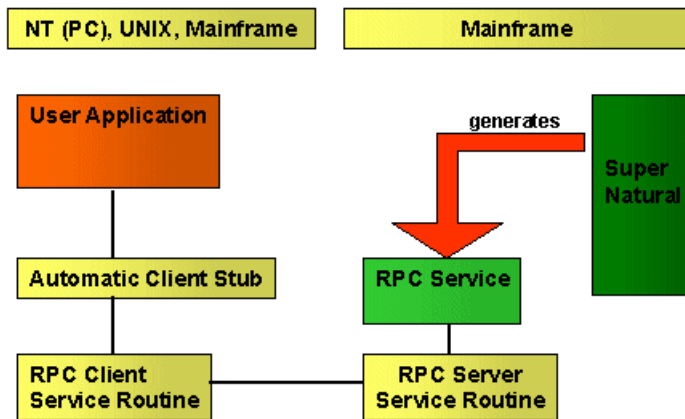 NT (PC), UNIX, Mainframe
Mainframe
User Application
generates
Super
Natural
Automatic Client Stub
RPC Service
RPC Client
Service Routine
RPC Server
Service Routine